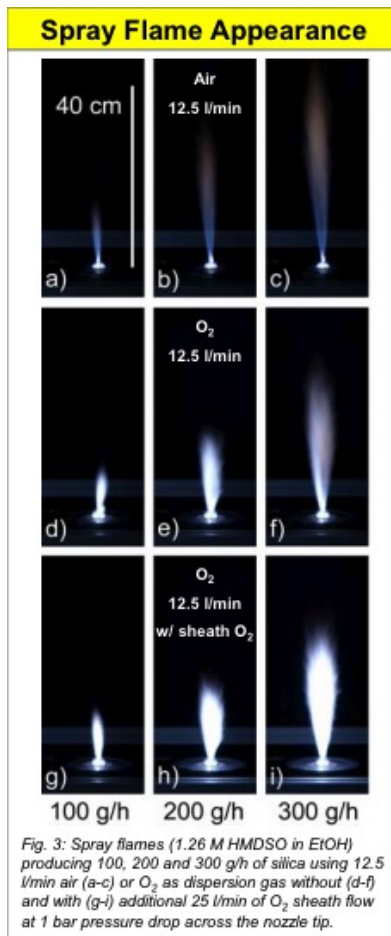 Spray Flame Appearance
Air
12.5 l/min
40 cm
a)
b)
c)
O₂
12.5 l/min
d)
e)
f)
O₂
12.5 l/min
w/ sheath O₂
g)
h)
i)
100 g/h
200 g/h
300 g/h
Fig. 3: Spray flames (1.26 M HMDSO in EtOH)
producing 100, 200 and 300 g/h of silica using 12.5
l/min air (a-c) or O₂ as dispersion gas without (d-f)
and with (g-i) additional 25 l/min of O₂ sheath flow
at 1 bar pressure drop across the nozzle tip.